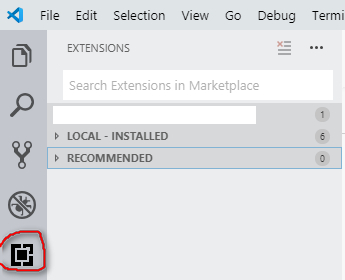 File Edit Selection View Go Debug Termi
EXTENSIONS
Search Extensions in Marketplace
1
LOCAL - INSTALLED 6
RECOMMENDED 0